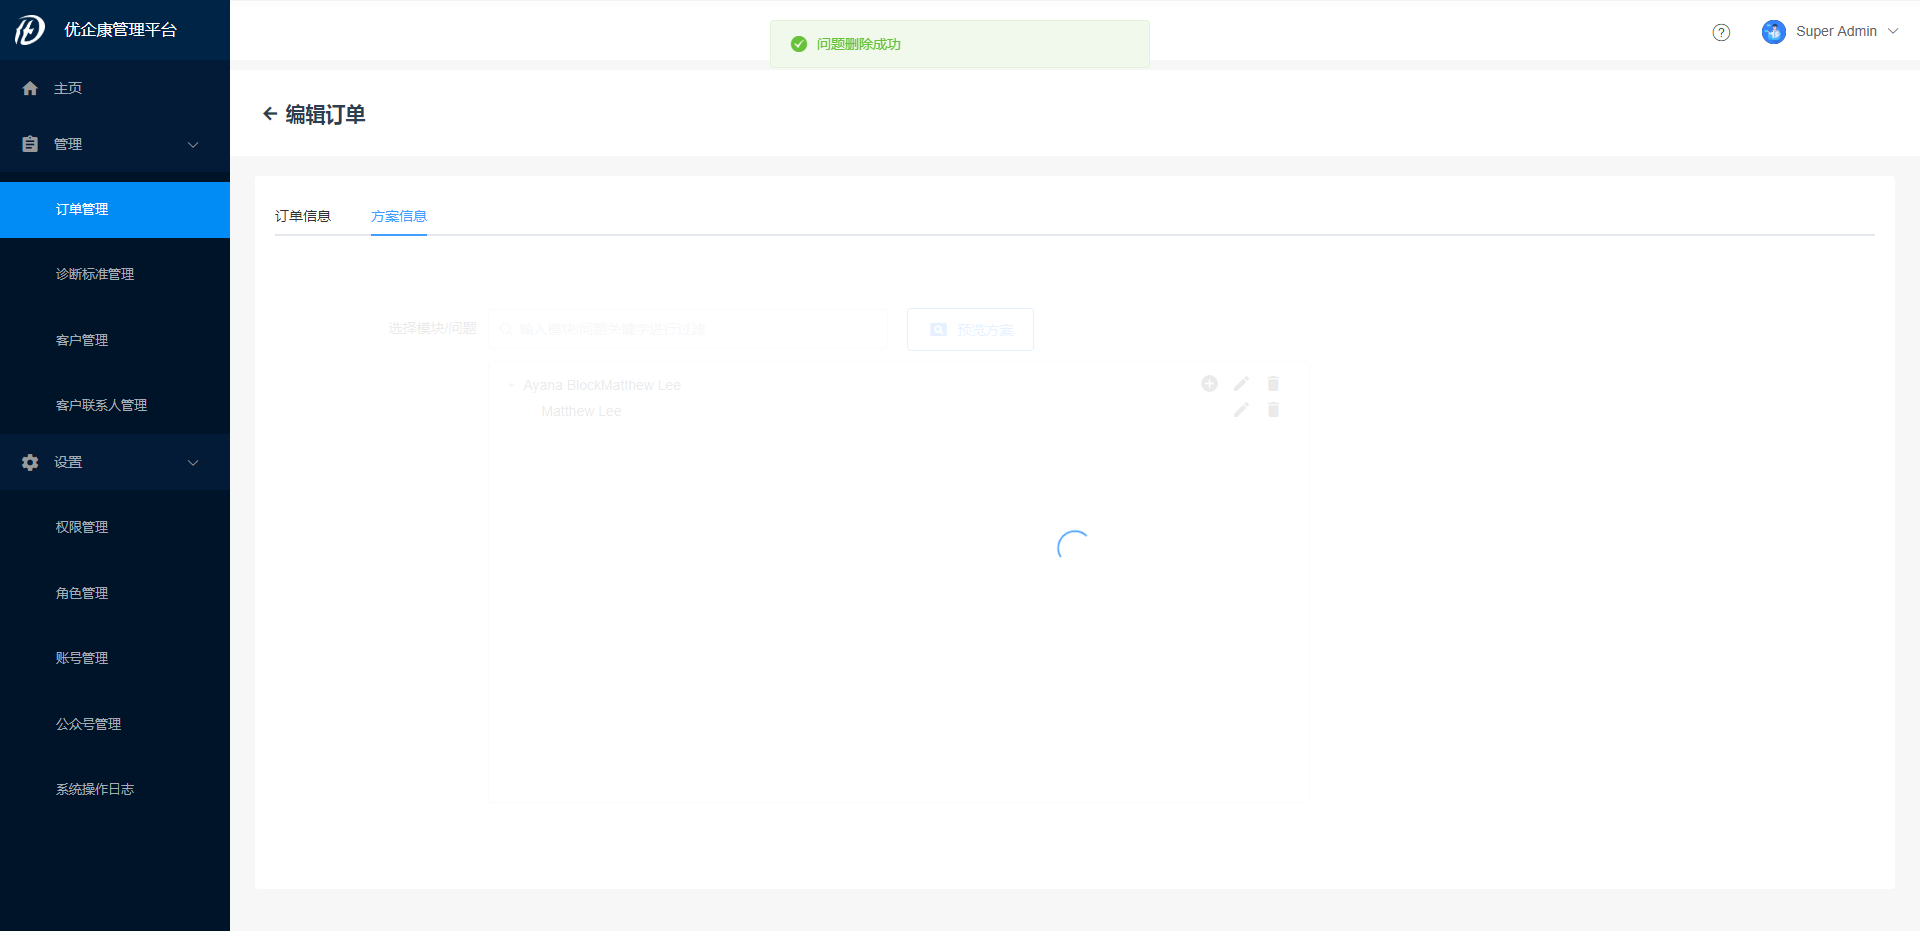 优企康管理平台
Super Admin
问题删除成功
主页
管理
订单管理
诊断标准管理
客户管理
客户联系人管理
设置
权限管理
角色管理
账号管理
公众号管理
系统操作日志
编辑订单
订单信息
方案信息
选择模块/问题
输入模块/问题关键字进行过滤
预览方案
Ayana BlockMatthew Lee
Matthew Lee